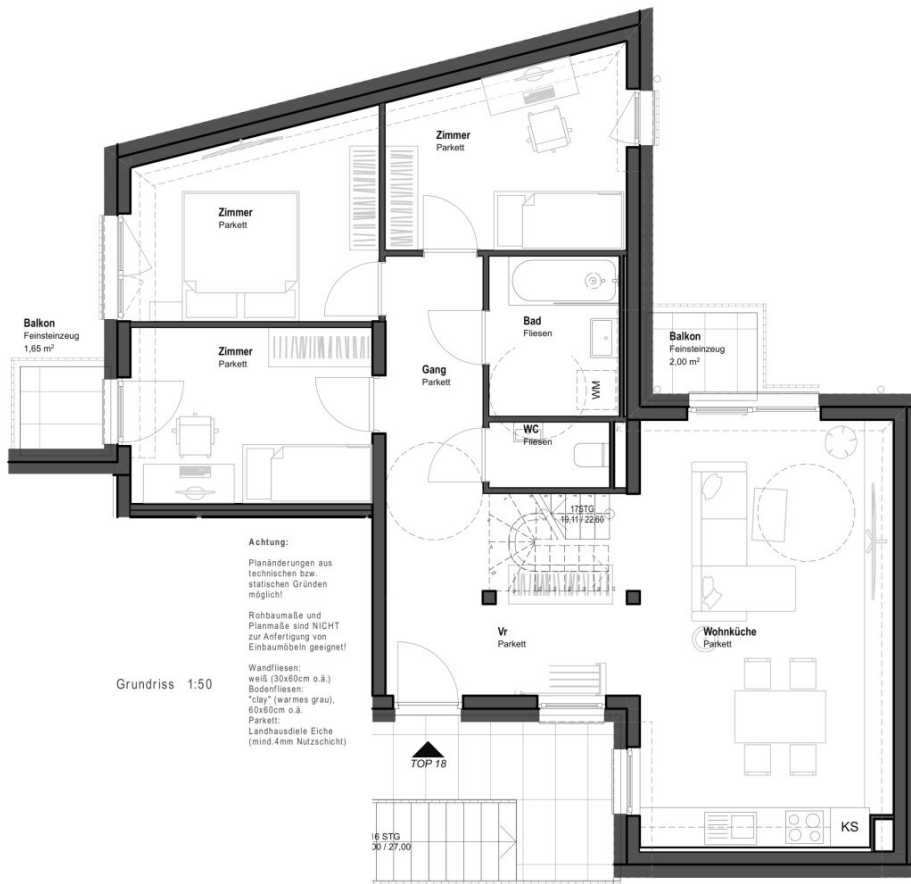 Zimmer
Parkett
Zimmer
Parkett
Balkon
Feinsteinzeug
1,65 m²
Zimmer
Parkett
Gang
Parkett
Bad
Fliesen
WM
Balkon
Feinsteinzeug
2,00 m²
WC
Fliesen
17STG
19,11 / 22,60
Vr
Parkett
Wohnküche
Parkett
Achtung:
Planänderungen aus
technischen bzw.
statischen Gründen
möglich!
Rohbaumaße und
Planmaße sind NICHT
zur Anfertigung von
Einbaumöbeln geeignet!
Wandfliesen:
weiß (30x60cm o.ä.)
Bodenfliesen:
"clay" (warmes grau),
60x60cm o.ä.
Parkett:
Landhausdiele Eiche
(mind.4mm Nutzschicht)
Grundriss 1:50
TOP 18
KS
16 STG
00 / 27,00